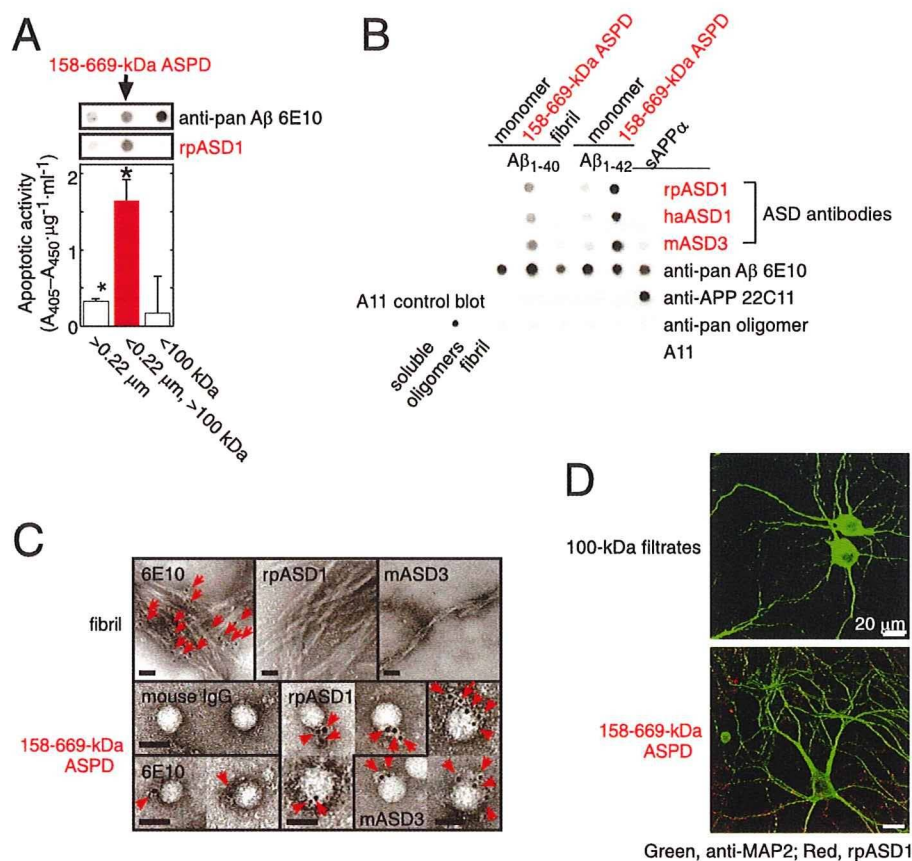 A
158-669-kDa ASPD
anti-pan Aβ 6E10
rpASD1
Apoptotic activity
(A405–A450·μg-1·ml-1)
2
1
0
*
*
>0.22 μm
<0.22 μm, >100 kDa
<100 kDa
B
monomer
158-669-kDa ASPD
fibril
monomer
158-669-kDa ASPD
sAPPα
Aβ1-40
Aβ1-42
rpASD1
haASD1
mASD3
ASD antibodies
anti-pan Aβ 6E10
anti-APP 22C11
anti-pan oligomer
A11
A11 control blot
soluble
oligomers
fibril
C
fibril
6E10
rpASD1
mASD3
158-669-kDa
ASPD
mouse IgG
rpASD1
6E10
mASD3
D
100-kDa filtrates
20 μm
158-669-kDa
ASPD
Green, anti-MAP2; Red, rpASD1